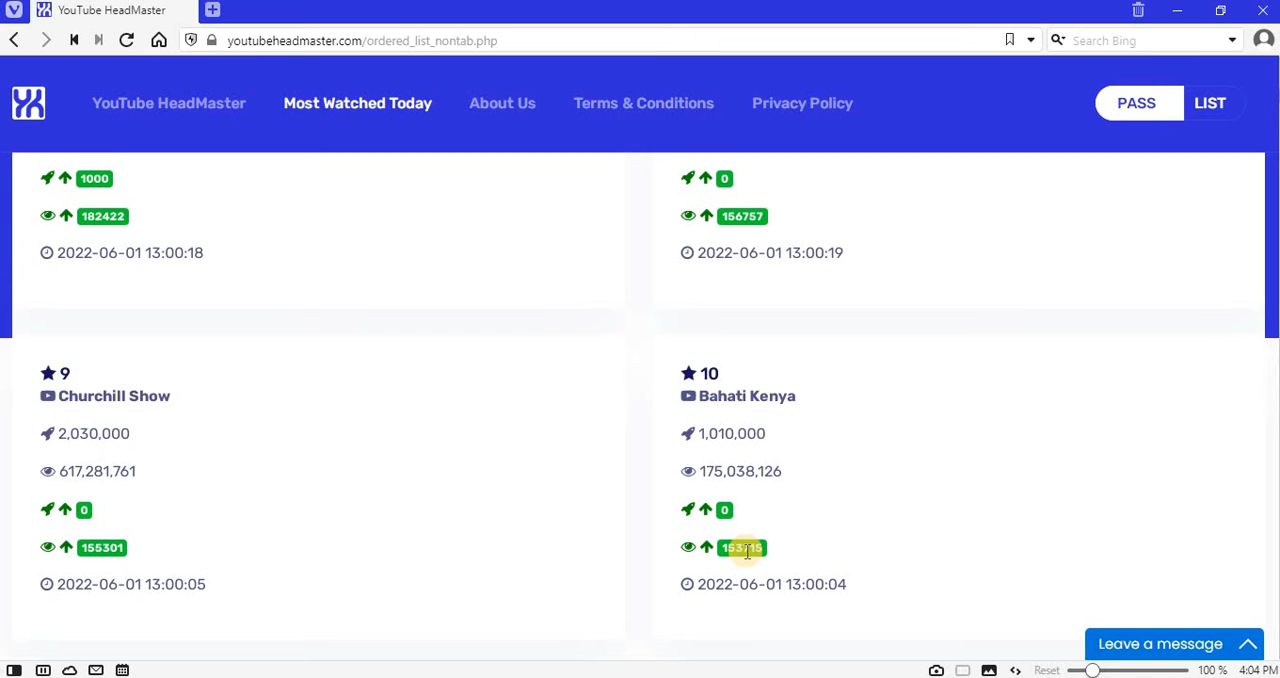 YouTube HeadMaster
youtubeheadmaster.com/ordered_list_nontab.php
Search Bing
YouTube HeadMaster Most Watched Today About Us Terms & Conditions Privacy Policy PASS LIST
1000
182422
2022-06-01 13:00:18
0
156757
2022-06-01 13:00:19
9
Churchill Show
2,030,000
617,281,761
0
155301
2022-06-01 13:00:05
10
Bahati Kenya
1,010,000
175,038,126
0
153715
2022-06-01 13:00:04
Leave a message
Reset 100 % 4:04 PM